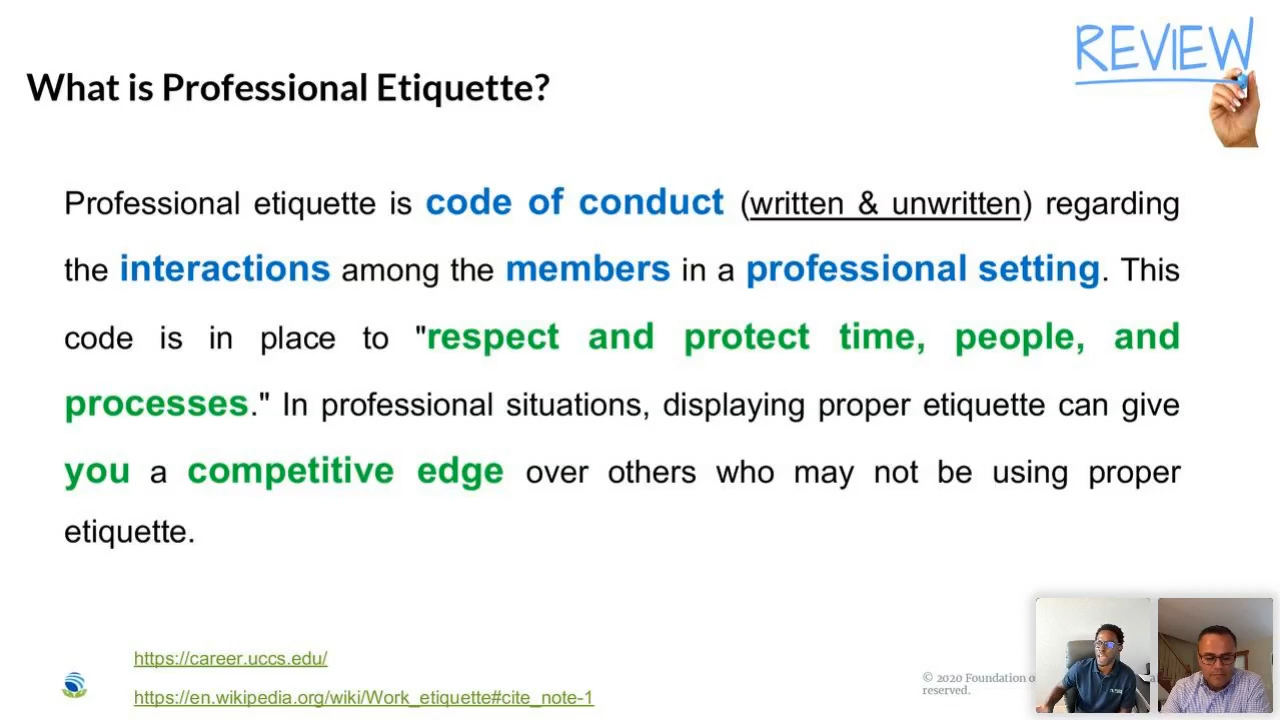 REVIEW
What is Professional Etiquette?
Professional etiquette is code of conduct (written & unwritten) regarding
the interactions among the members in a professional setting. This
code is in place to "respect and protect time, people, and
processes." In professional situations, displaying proper etiquette can give
you a competitive edge over others who may not be using proper
etiquette.
https://career.uccs.edu/
https://en.wikipedia.org/wiki/Work_etiquette#cite_note-1
© 2020 Foundation
reserved.